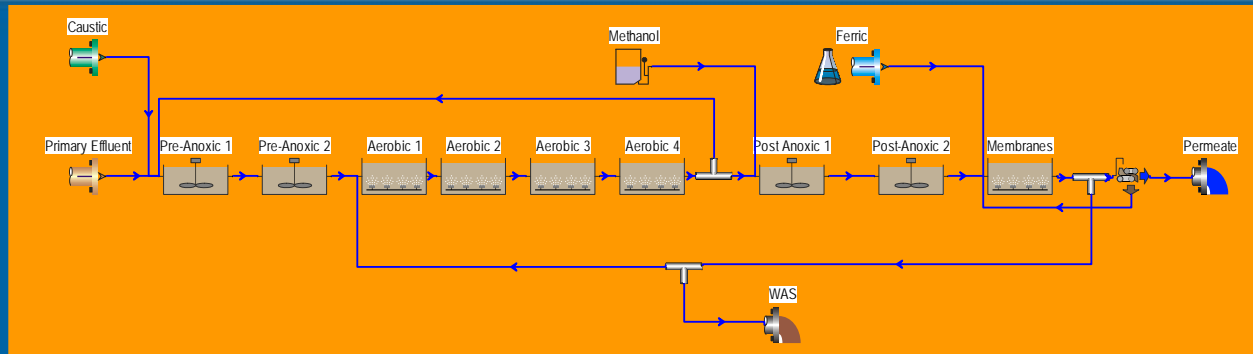 Caustic
Methanol
Ferric
Primary Effluent
Pre-Anoxic 1
Pre-Anoxic 2
Aerobic 1
Aerobic 2
Aerobic 3
Aerobic 4
Post Anoxic 1
Post-Anoxic 2
Membranes
Permeate
WAS